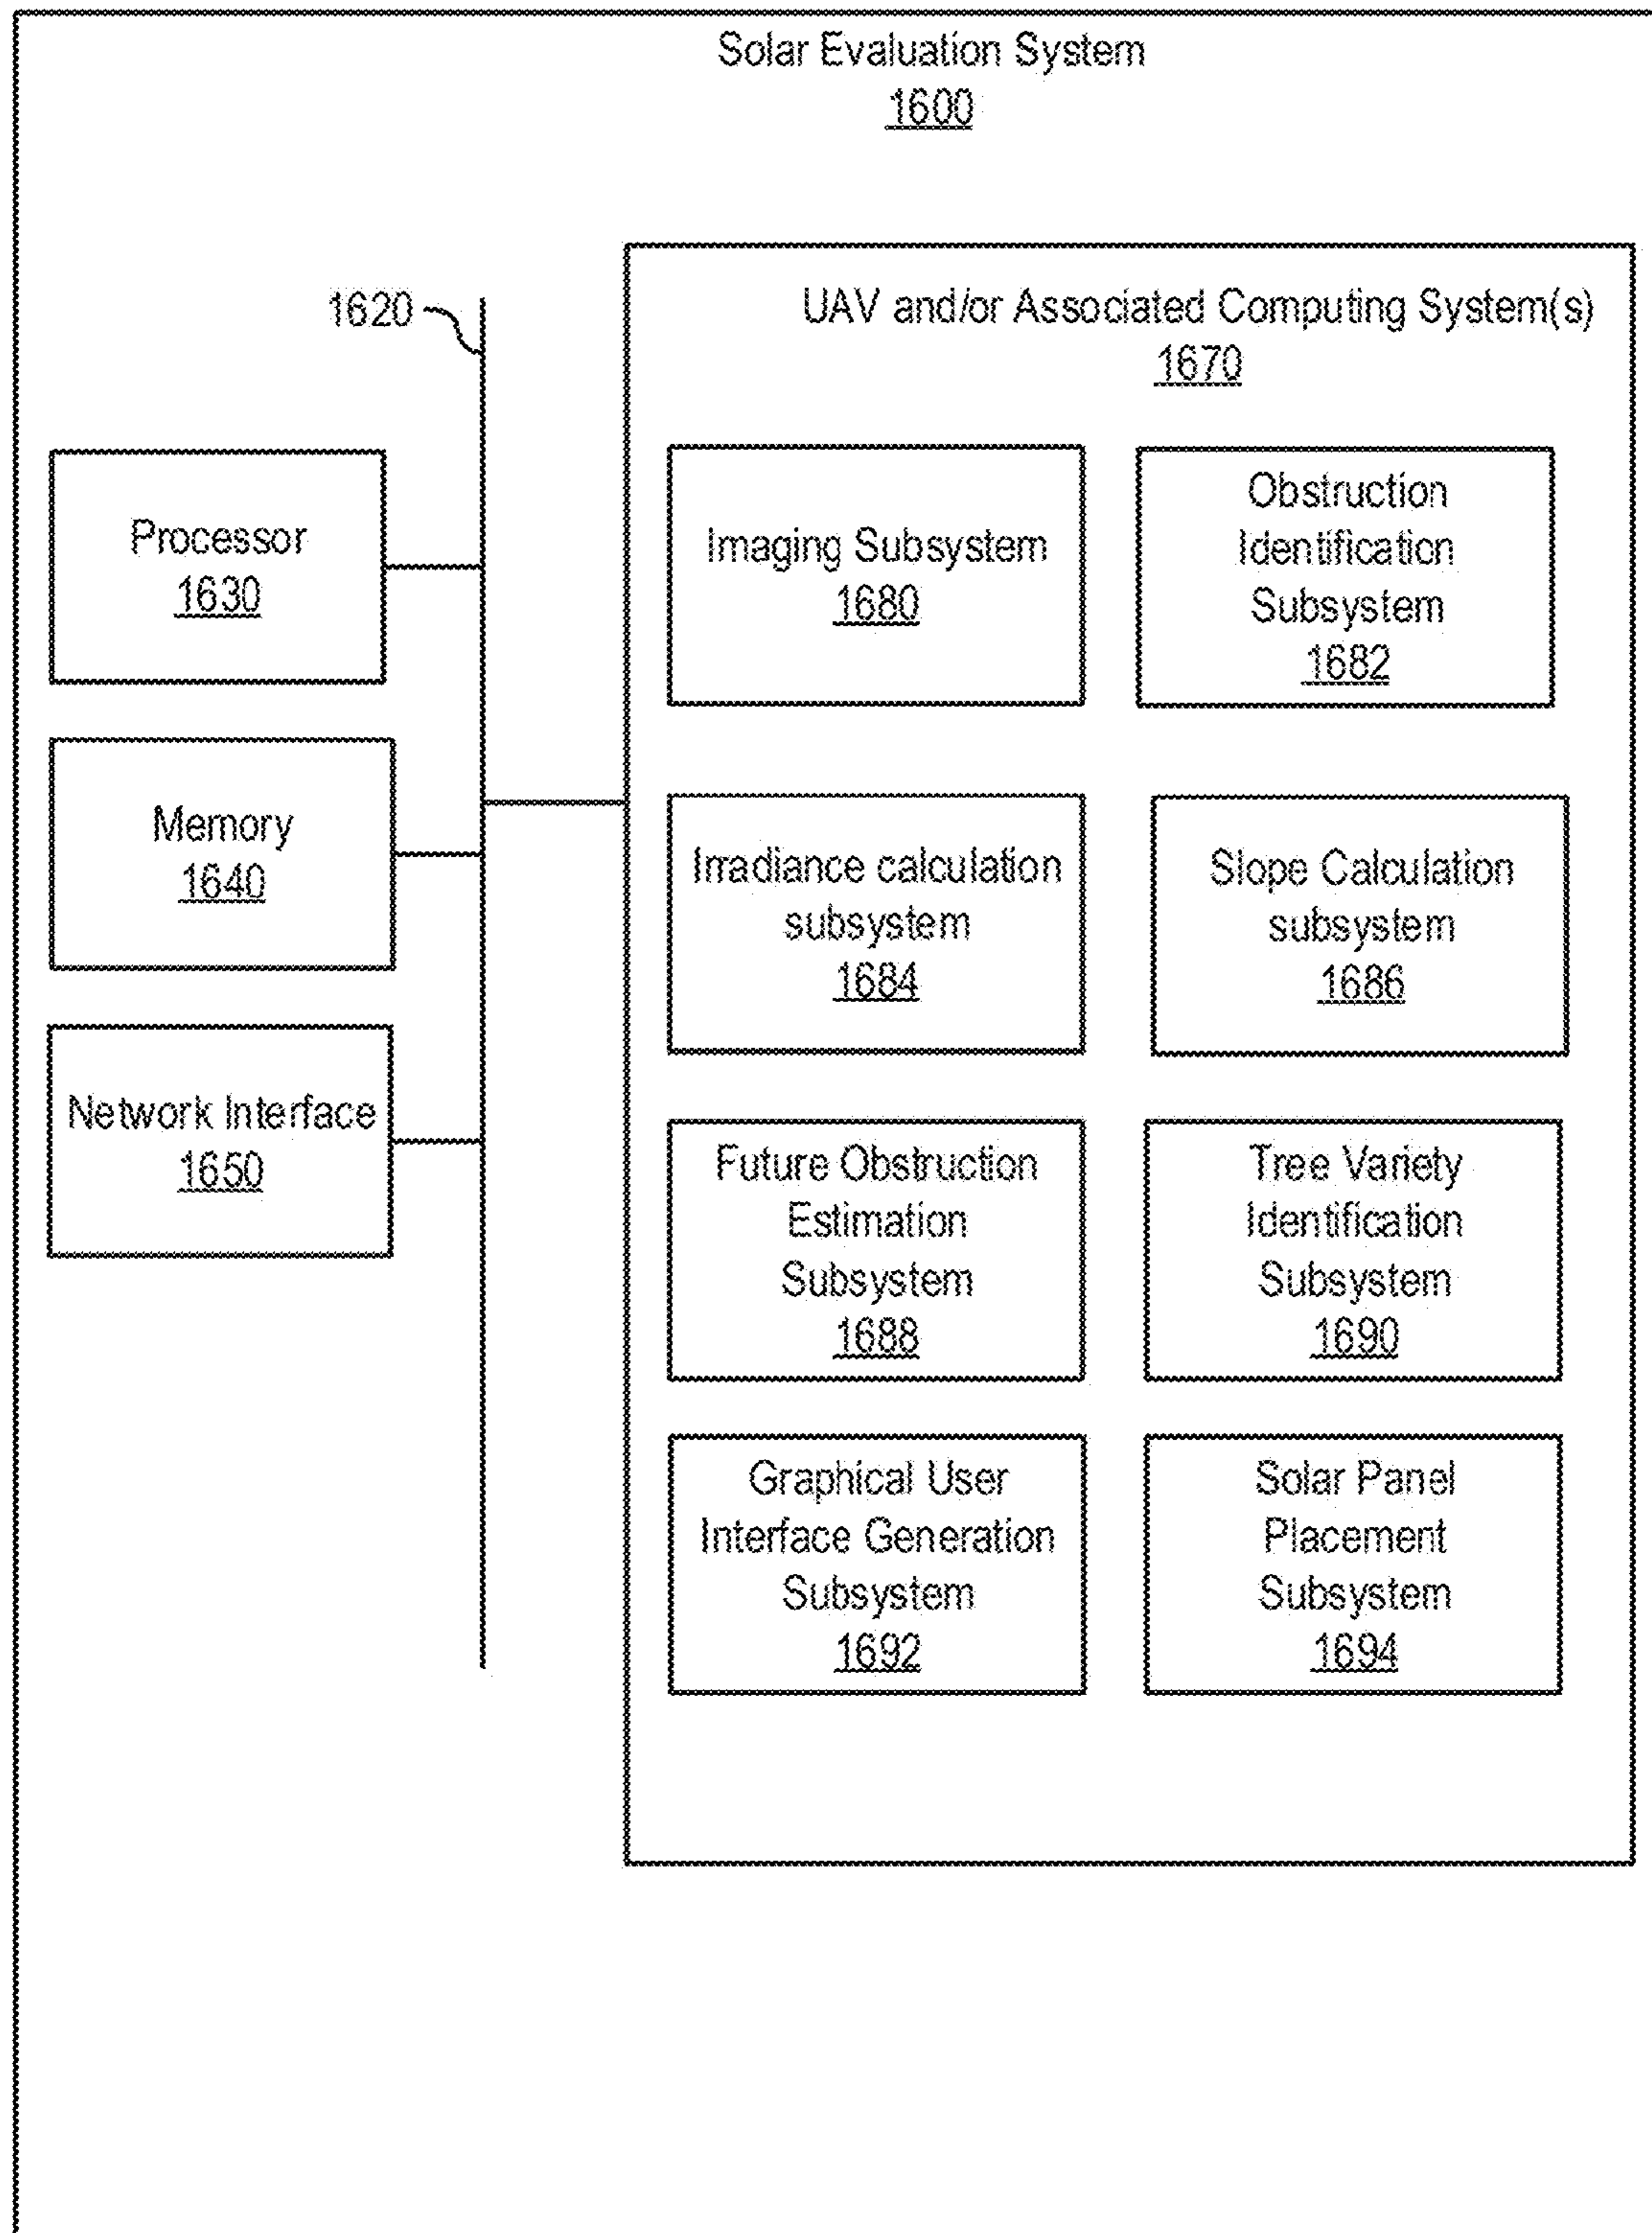 Solar Evaluation System
1600
1620
UAV and/or Associated Computing System(s)
1670
Processor
1630
Memory
1640
Network Interface
1650
Imaging Subsystem
1680
Obstruction
Identification
Subsystem
1682
Irradiance calculation
subsystem
1684
Slope Calculation
subsystem
1686
Future Obstruction
Estimation
Subsystem
1688
Tree Variety
Identification
Subsystem
1690
Graphical User
Interface Generation
Subsystem
1692
Solar Panel
Placement
Subsystem
1694